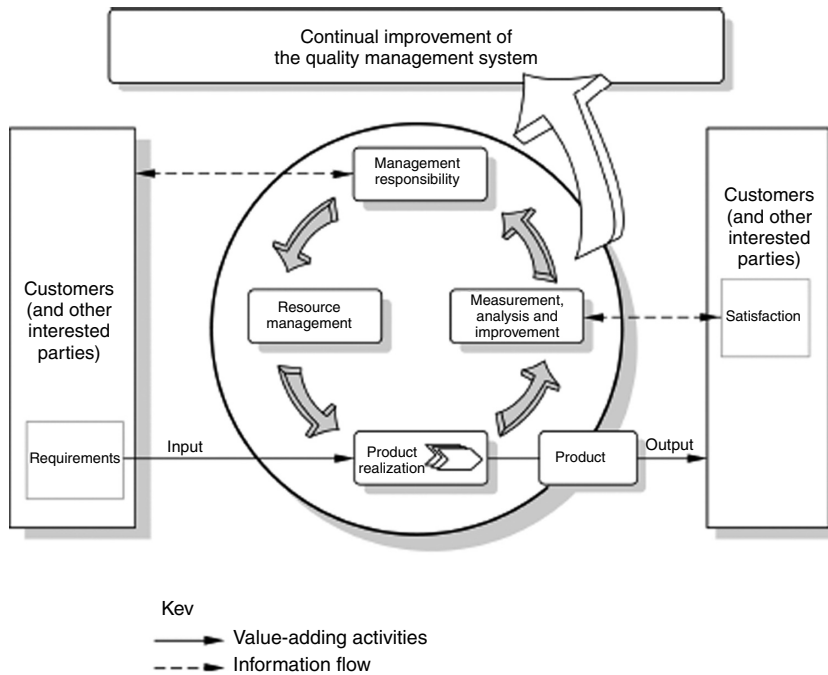 Continual improvement of
the quality management system
Customers
(and other
interested
parties)
Requirements
Input
Management
responsibility
Resource
management
Measurement,
analysis and
improvement
Product
realization
Product
Output
Customers
(and other
interested
parties)
Satisfaction
Kev
Value-adding activities
Information flow